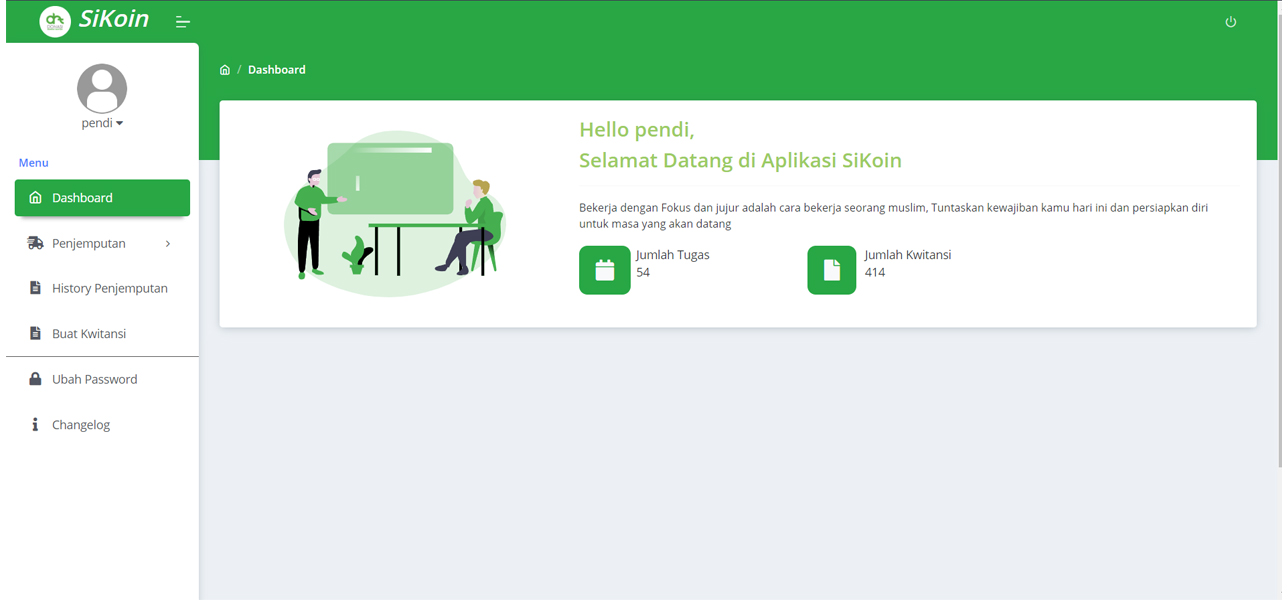 SiKoin
/ Dashboard
pendi
Menu
Dashboard
Penjemputan
History Penjemputan
Buat Kwitansi
Ubah Password
Changelog
Hello pendi,
Selamat Datang di Aplikasi SiKoin
Bekerja dengan Fokus dan jujur adalah cara bekerja seorang muslim, Tuntaskan kewajiban kamu hari ini dan persiapkan diri
untuk masa yang akan datang
Jumlah Tugas
54
Jumlah Kwitansi
414